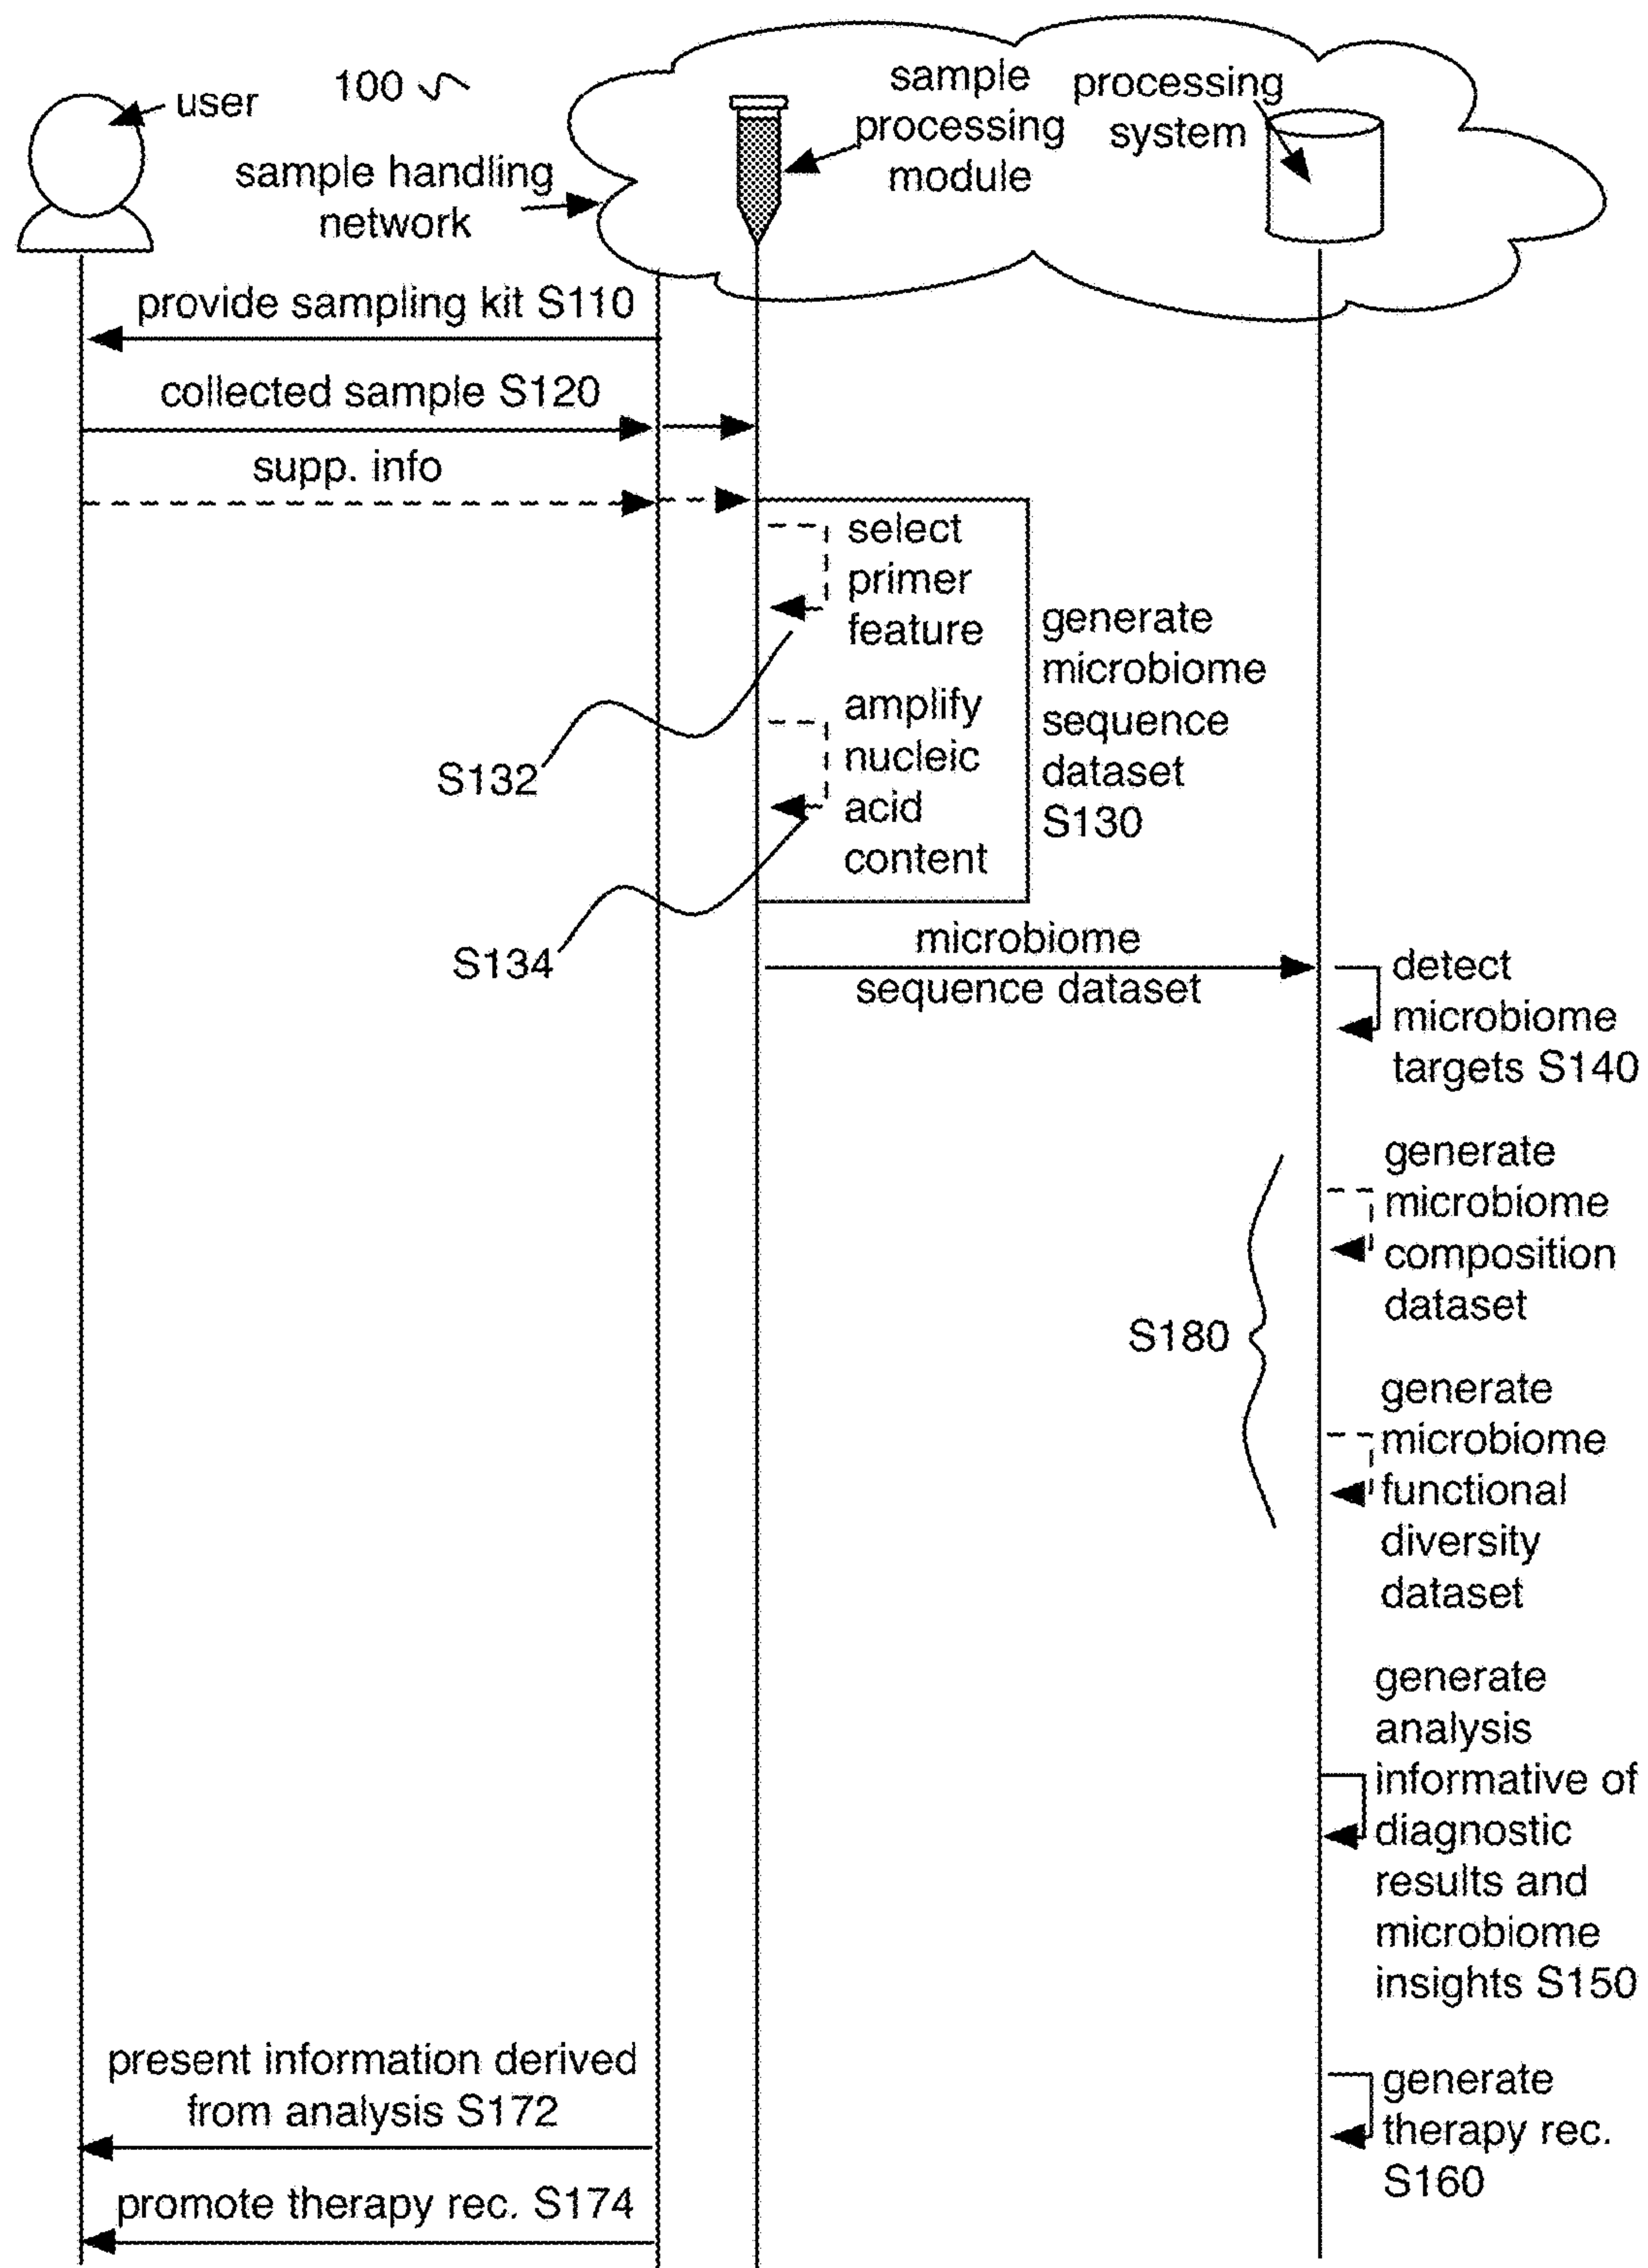 100
user
sample handling
network
sample
processing
module
processing
system
provide sampling kit S110
collected sample S120
supp. info
select
primer
feature
S132
amplify
nucleic
acid
content
S134
generate
microbiome
sequence
dataset
S130
microbiome
sequence dataset
detect
microbiome
targets S140
generate
microbiome
composition
dataset
S180
generate
microbiome
functional
diversity
dataset
generate
analysis
informative of
diagnostic
results and
microbiome
insights S150
present information derived
from analysis S172
generate
therapy rec.
S160
promote therapy rec. S174